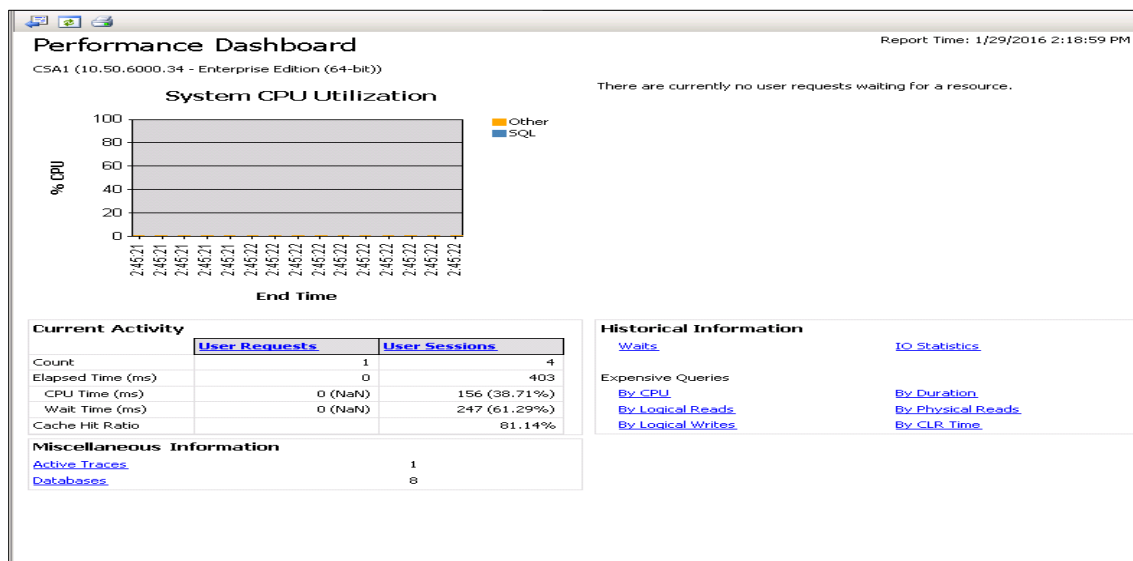 Performance Dashboard
Report Time: 1/29/2016 2:18:59 PM
CSA1 (10.50.6000.34 - Enterprise Edition (64-bit))
There are currently no user requests waiting for a resource.
System CPU Utilization
Other
SQL
% CPU
100
80
60
40
20
0
2:45:21 2:45:21 2:45:21 2:45:21 2:45:21 2:45:22 2:45:22 2:45:22 2:45:22 2:45:22 2:45:22 2:45:22 2:45:22 2:45:22 2:45:22 2:45:22
End Time
Current Activity
User Requests User Sessions
Count 1 4
Elapsed Time (ms) 0 403
CPU Time (ms) 0 (NaN) 156 (38.71%)
Wait Time (ms) 0 (NaN) 247 (61.29%)
Cache Hit Ratio 81.14%
Historical Information
Waits IO Statistics
Expensive Queries
By CPU By Duration
By Logical Reads By Physical Reads
By Logical Writes By CLR Time
Miscellaneous Information
Active Traces 1
Databases 8